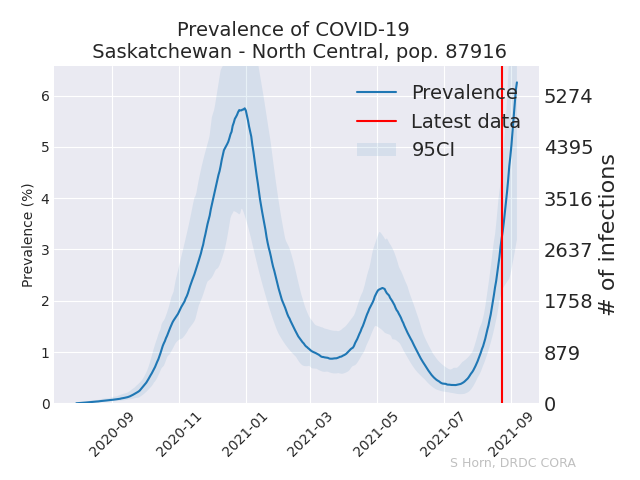 Prevalence of COVID-19
Saskatchewan - North Central, pop. 87916
Prevalence
Latest data
95CI
Prevalence (%)
6
5
4
3
2
1
0
5274
4395
3516
2637
1758
879
0
# of infections
2020-09
2020-11
2021-01
2021-03
2021-05
2021-07
2021-09
S Horn, DRDC CORA